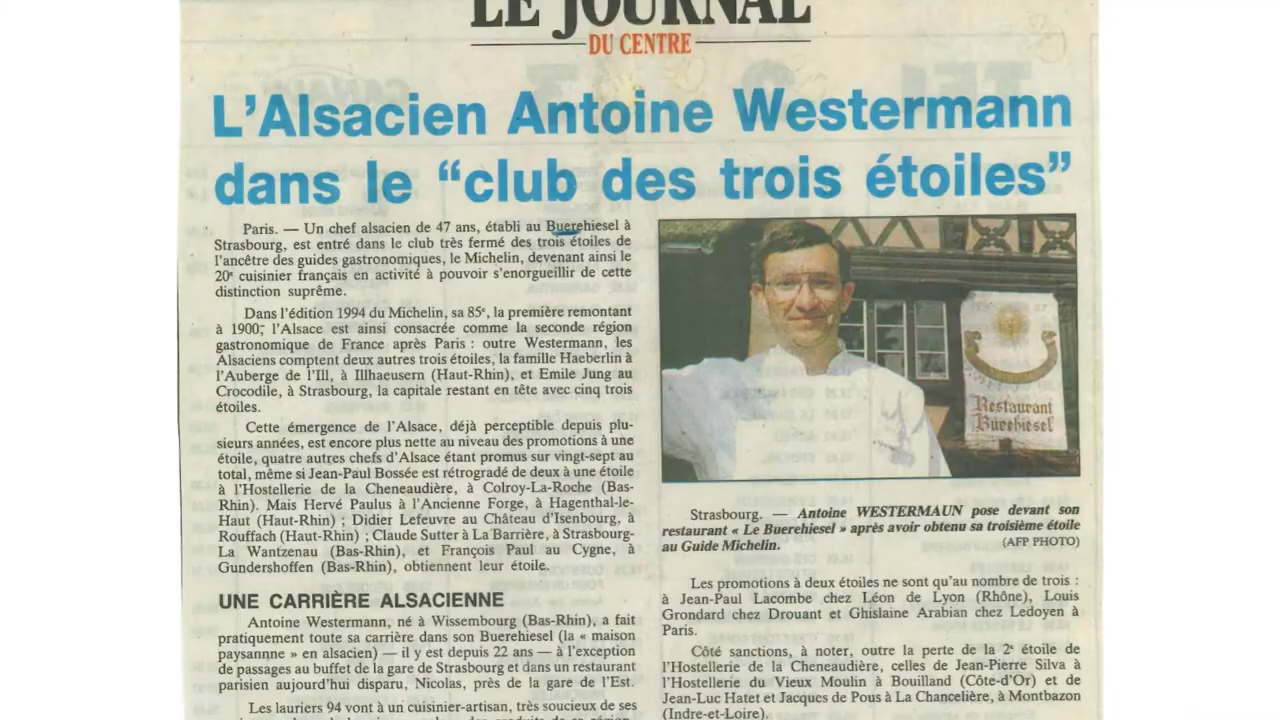 LE JOURNAL
DU CENTRE
L'Alsacien Antoine Westermann
dans le “club des trois étoiles”
Paris. — Un chef alsacien de 47 ans, établi au Buerehiesel à
Strasbourg, est entré dans le club très fermé des trois étoiles de
l'ancêtre des guides gastronomiques, le Michelin, devenant ainsi le
20e cuisinier français en activité à pouvoir s'enorgueillir de cette
distinction suprême.
Dans l'édition 1994 du Michelin, sa 85e, la première remontant
à 1900, l'Alsace est ainsi consacrée comme la seconde région
gastronomique de France après Paris : outre Westermann, les
Alsaciens comptent deux autres trois étoiles, la famille Haeberlin à
l'Auberge de l'Ill, à Illhaeusern (Haut-Rhin), et Emile Jung au
Crocodile, à Strasbourg, la capitale restant en tête avec cinq trois
étoiles.
Cette émergence de l'Alsace, déjà perceptible depuis plu-
sieurs années, est encore plus nette au niveau des promotions à une
étoile, quatre autres chefs d'Alsace étant promus sur vingt-sept au
total, même si Jean-Paul Bossée est rétrogradé de deux à une étoile
à l'Hostellerie de la Cheneaudière, à Colroy-La-Roche (Bas-
Rhin). Mais Hervé Paulus à l'Ancienne Forge, à Hagenthal-le-
Haut (Haut-Rhin) ; Didier Lefeuvre au Château d'Isenbourg, à
Rouffach (Haut-Rhin) ; Claude Sutter à La Barrière, à Strasbourg-
La Wantzenau (Bas-Rhin), et François Paul au Cygne, à
Gundershoffen (Bas-Rhin), obtiennent leur étoile.
UNE CARRIÈRE ALSACIENNE
Antoine Westermann, né à Wissembourg (Bas-Rhin), a fait
pratiquement toute sa carrière dans son Buerehiesel (la « maison
paysannne » en alsacien) — il y est depuis 22 ans — à l'exception
de passages au buffet de la gare de Strasbourg et dans un restaurant
parisien aujourd'hui disparu, Nicolas, près de la gare de l'Est.
Les lauriers 94 vont à un cuisinier-artisan, très soucieux de ses
Restaurant
Buerehiesel
Strasbourg. — Antoine WESTERMAUN pose devant son
restaurant « Le Buerehiesel » après avoir obtenu sa troisième étoile
au Guide Michelin.
(AFP PHOTO)
Les promotions à deux étoiles ne sont qu'au nombre de trois :
à Jean-Paul Lacombe chez Léon de Lyon (Rhône), Louis
Grondard chez Drouant et Ghislaine Arabian chez Ledoyen à
Paris.
Côté sanctions, à noter, outre la perte de la 2e étoile de
l'Hostellerie de la Cheneaudière, celles de Jean-Pierre Silva à
l'Hostellerie du Vieux Moulin à Bouilland (Côte-d'Or) et de
Jean-Luc Hatet et Jacques de Pous à La Chancelière, à Montbazon
(Indre-et-Loire).